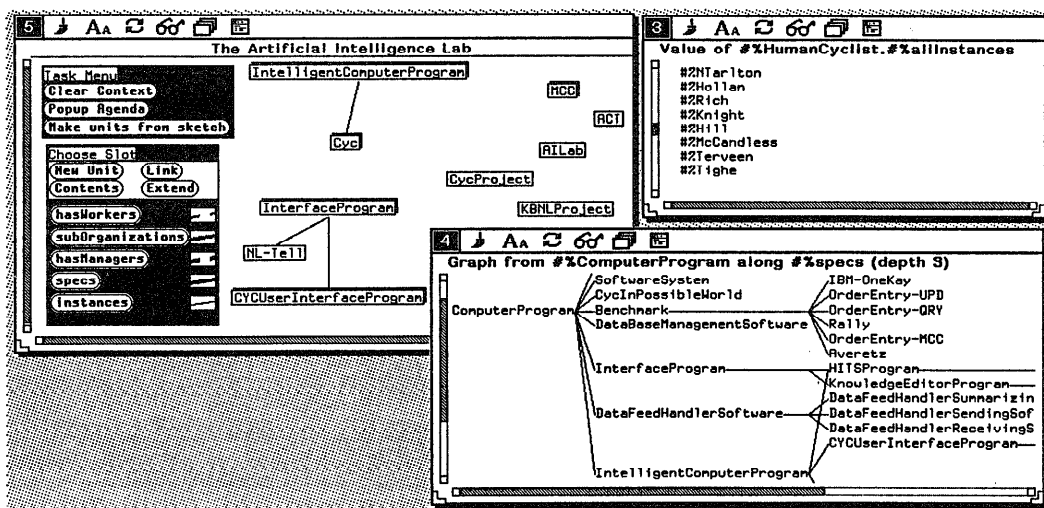 5 AA
The Artificial Intelligence Lab
Task Menu
Clear Context
Popup Agenda
Make units from sketch
Choose Slot
New Unit Link
Contents Extend
hasWorkers
subOrganizations
hasManagers
specs
instances
IntelligentComputerProgram
Cyc
InterfaceProgram
NL-Tell
CYCUserInterfaceProgram
MCC
ACT
AILab
CycProject
KBNLProject
3 AA
Value of #%HumanCyclist.#%allInstances
#%NTarlton
#%Hollan
#%Rich
#%Knight
#%Hill
#%McCandless
#%Terveen
#%Tighe
4 AA
Graph from #%ComputerProgram along #%specs (depth 3)
ComputerProgram
SoftwareSystem
CycInPossibleWorld
Benchmark
DataBaseManagementSoftware
InterfaceProgram
DataFeedHandlerSoftware
IntelligentComputerProgram
IBM-OneKay
OrderEntry-UPD
OrderEntry-QRY
Rally
OrderEntry-MCC
Averetz
HITSProgram
KnowledgeEditorProgram
DataFeedHandlerSummarizin
DataFeedHandlerSendingSof
DataFeedHandlerReceivingS
CYCUserInterfaceProgram